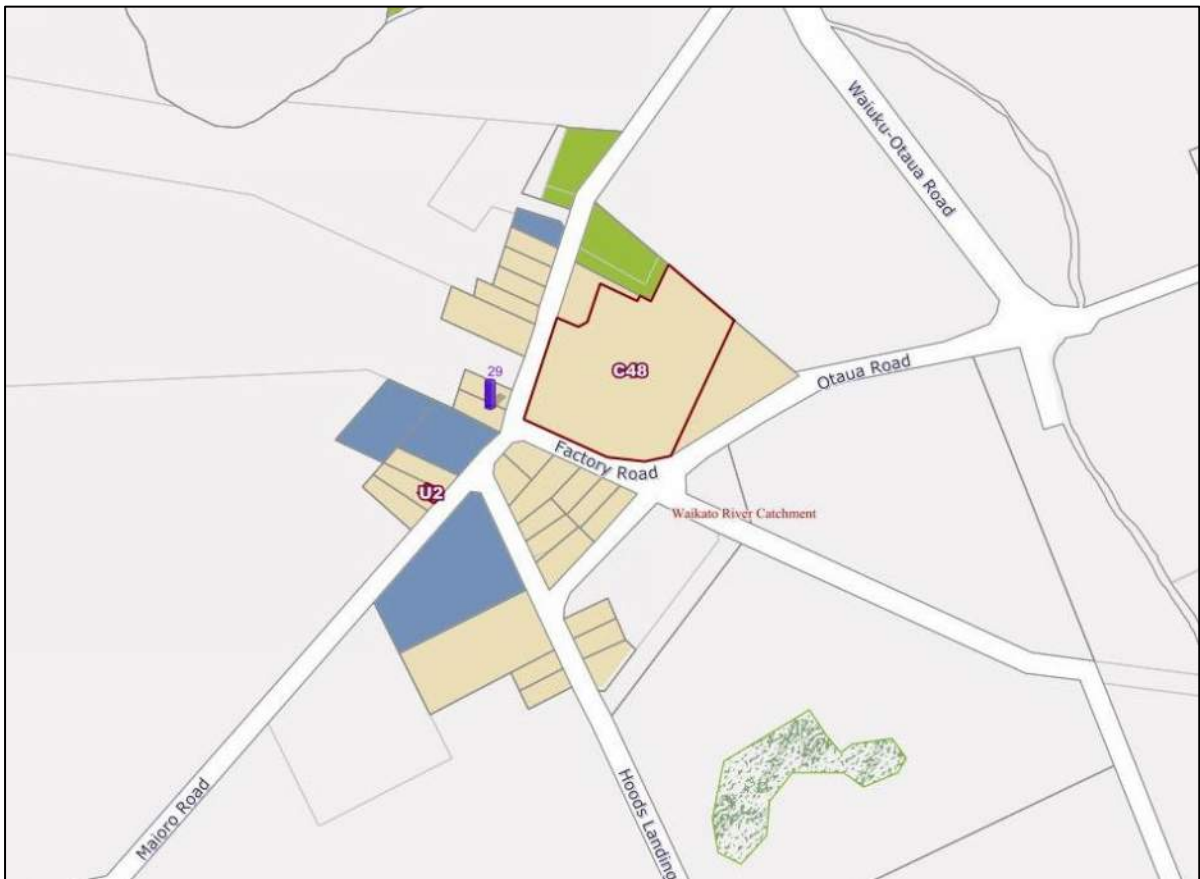 Waiuku-Otaua Road
29
C48
Otaua Road
Factory Road
U2
Waikato River Catchment
Maioro Road
Hoods Landing